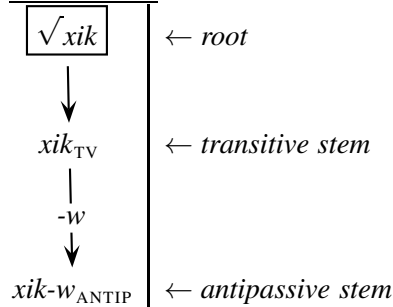 √xik ← root
xik_TV ← transitive stem
-w
xik-w_ANTIP ← antipassive stem